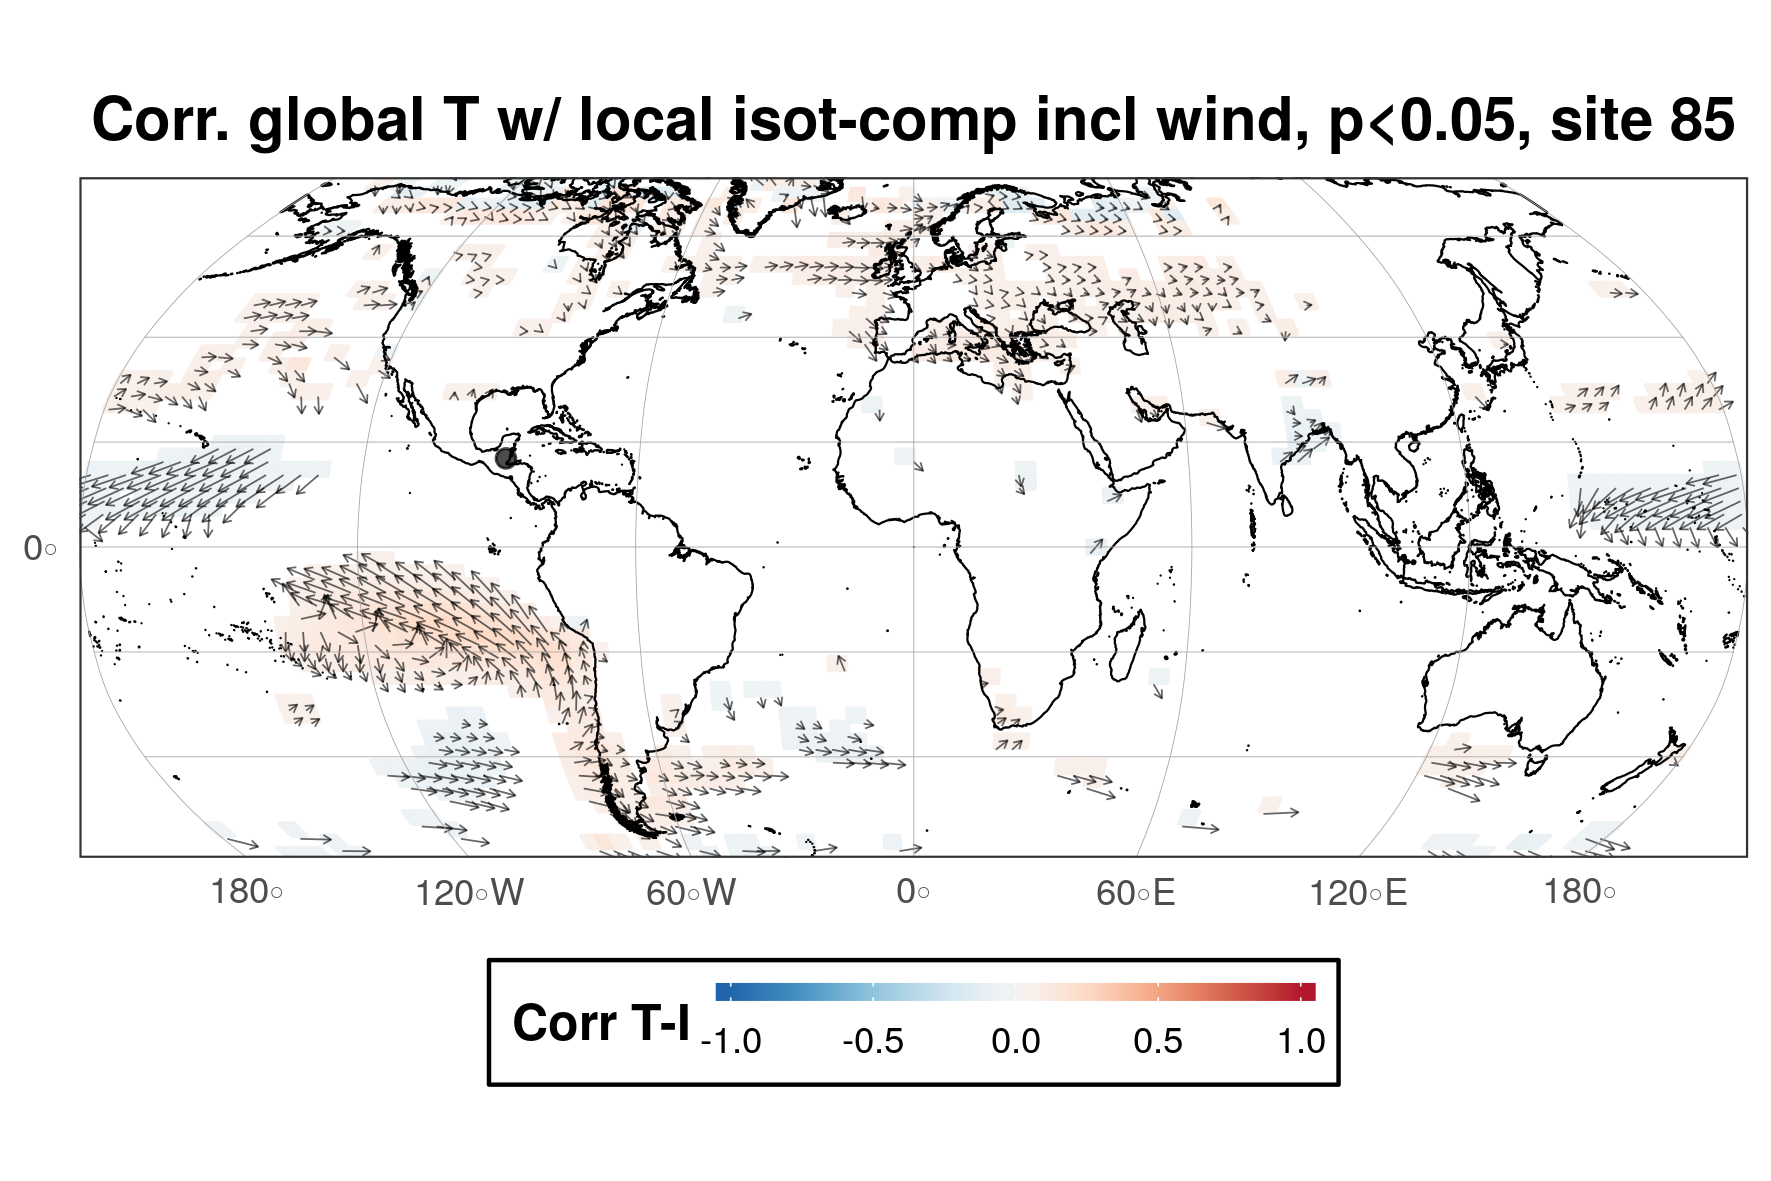 Corr. global T w/ local isot-comp incl wind, p<0.05, site 85
0°
180° 120°W 60°W 0° 60°E 120°E 180°
Corr T-I
-1.0 -0.5 0.0 0.5 1.0